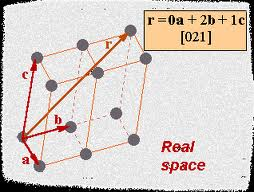 r = 0a + 2b + 1c
[021]
r
c
b
a
Real
space